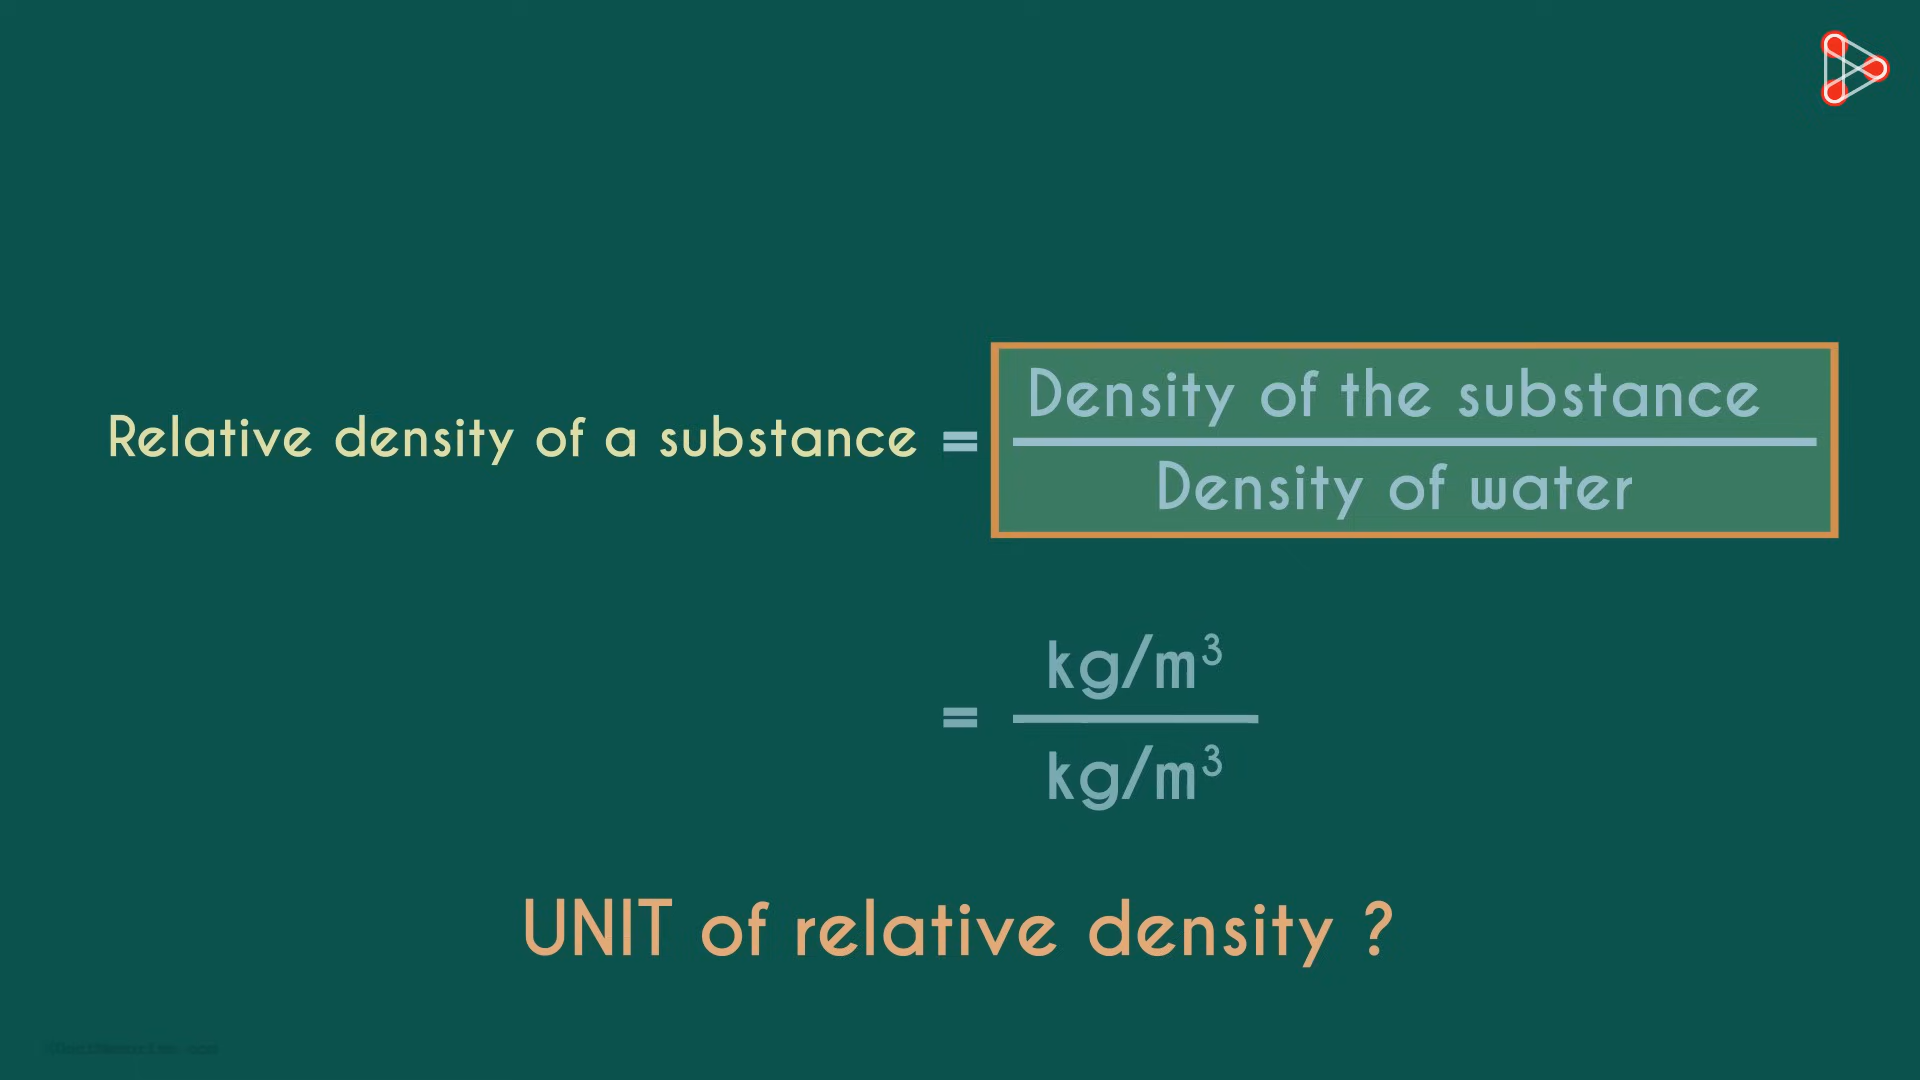 Relative density of a substance = Density of the substance
Density of water
= kg/m³
kg/m³
UNIT of relative density ?